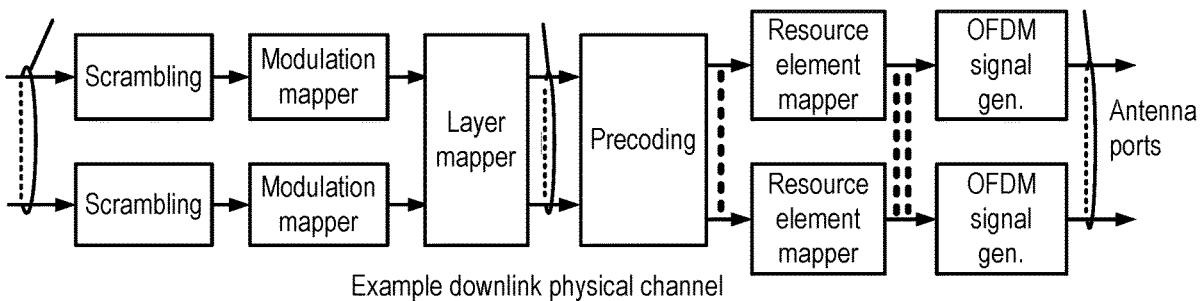 Scrambling
Modulation
mapper
Scrambling
Modulation
mapper
Layer
mapper
Precoding
Resource
element
mapper
Resource
element
mapper
OFDM
signal
gen.
OFDM
signal
gen.
Antenna
ports
Example downlink physical channel